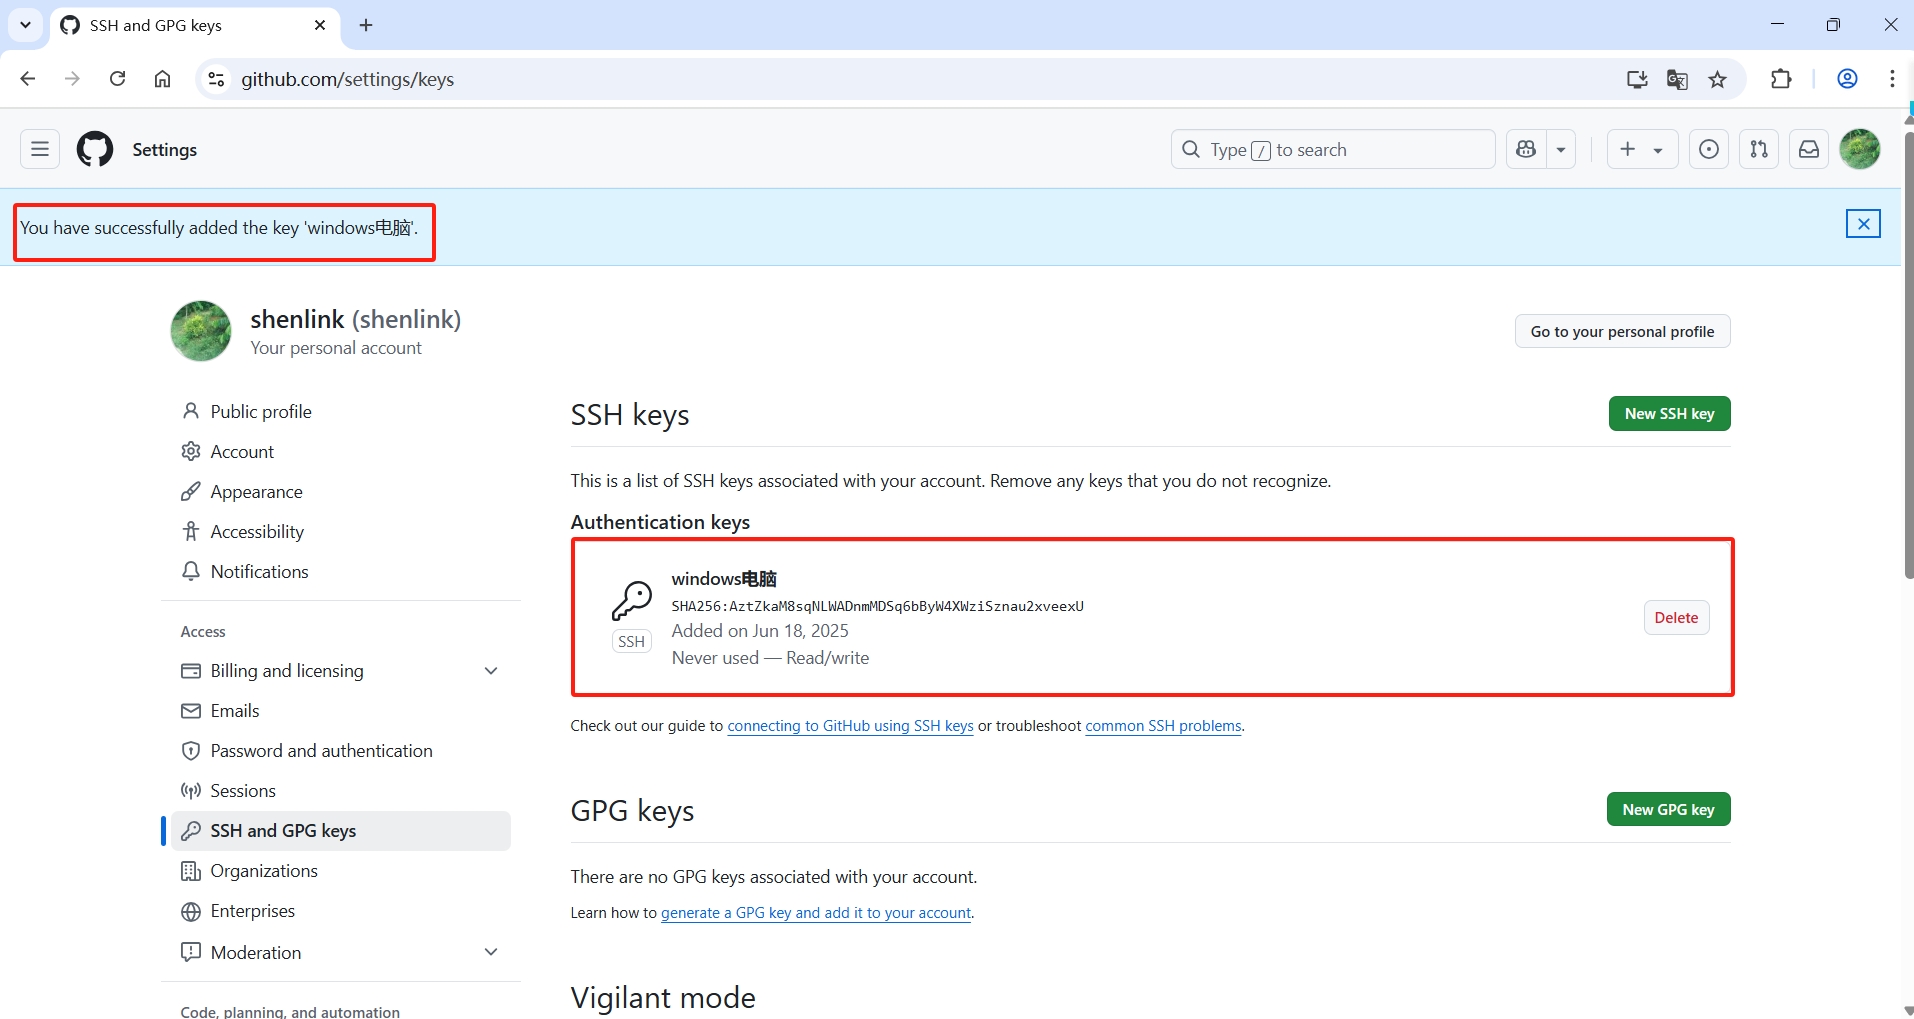 SSH and GPG keys
github.com/settings/keys
Settings
Type / to search
You have successfully added the key 'windows电脑'.
shenlink (shenlink)
Your personal account
Go to your personal profile
Public profile
Account
Appearance
Accessibility
Notifications
Access
Billing and licensing
Emails
Password and authentication
Sessions
SSH and GPG keys
Organizations
Enterprises
Moderation
Code, planning, and automation
SSH keys
New SSH key
This is a list of SSH keys associated with your account. Remove any keys that you do not recognize.
Authentication keys
windows电脑
SHA256:AztZkaM8sqNLWADnmMDSq6bByW4XWziSznau2xveexU
Added on Jun 18, 2025
Never used — Read/write
SSH
Delete
Check out our guide to connecting to GitHub using SSH keys or troubleshoot common SSH problems.
GPG keys
New GPG key
There are no GPG keys associated with your account.
Learn how to generate a GPG key and add it to your account.
Vigilant mode